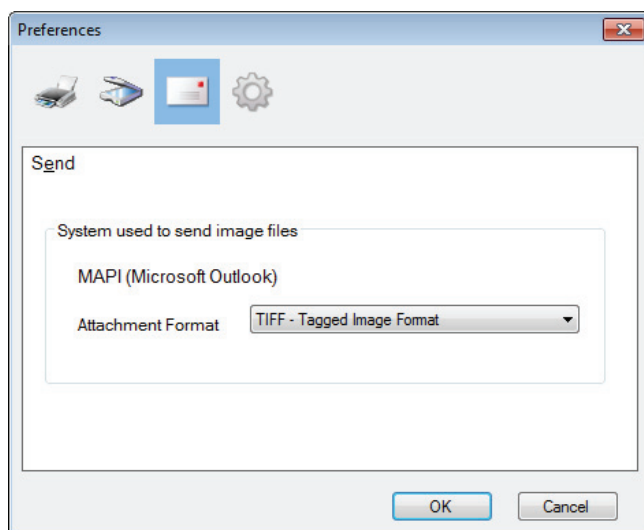 Preferences
Send
System used to send image files
MAPI (Microsoft Outlook)
Attachment Format
TIFF - Tagged Image Format
OK
Cancel